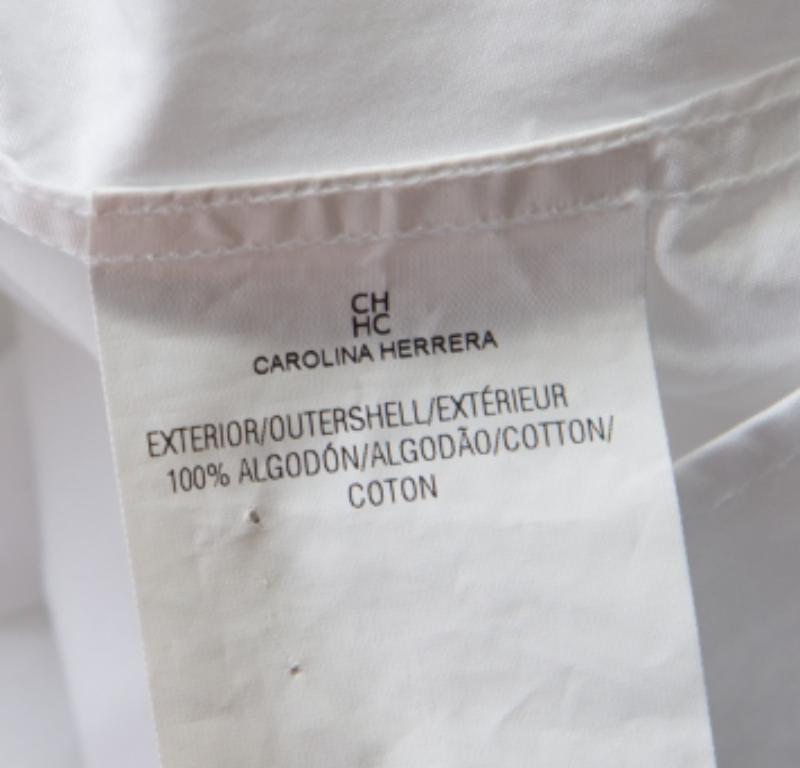 CH
HC
CAROLINA HERRERA
EXTERIOR/OUTERSHELL/EXTÉRIEUR
100% ALGODÓN/ALGODÃO/COTTON/
COTON